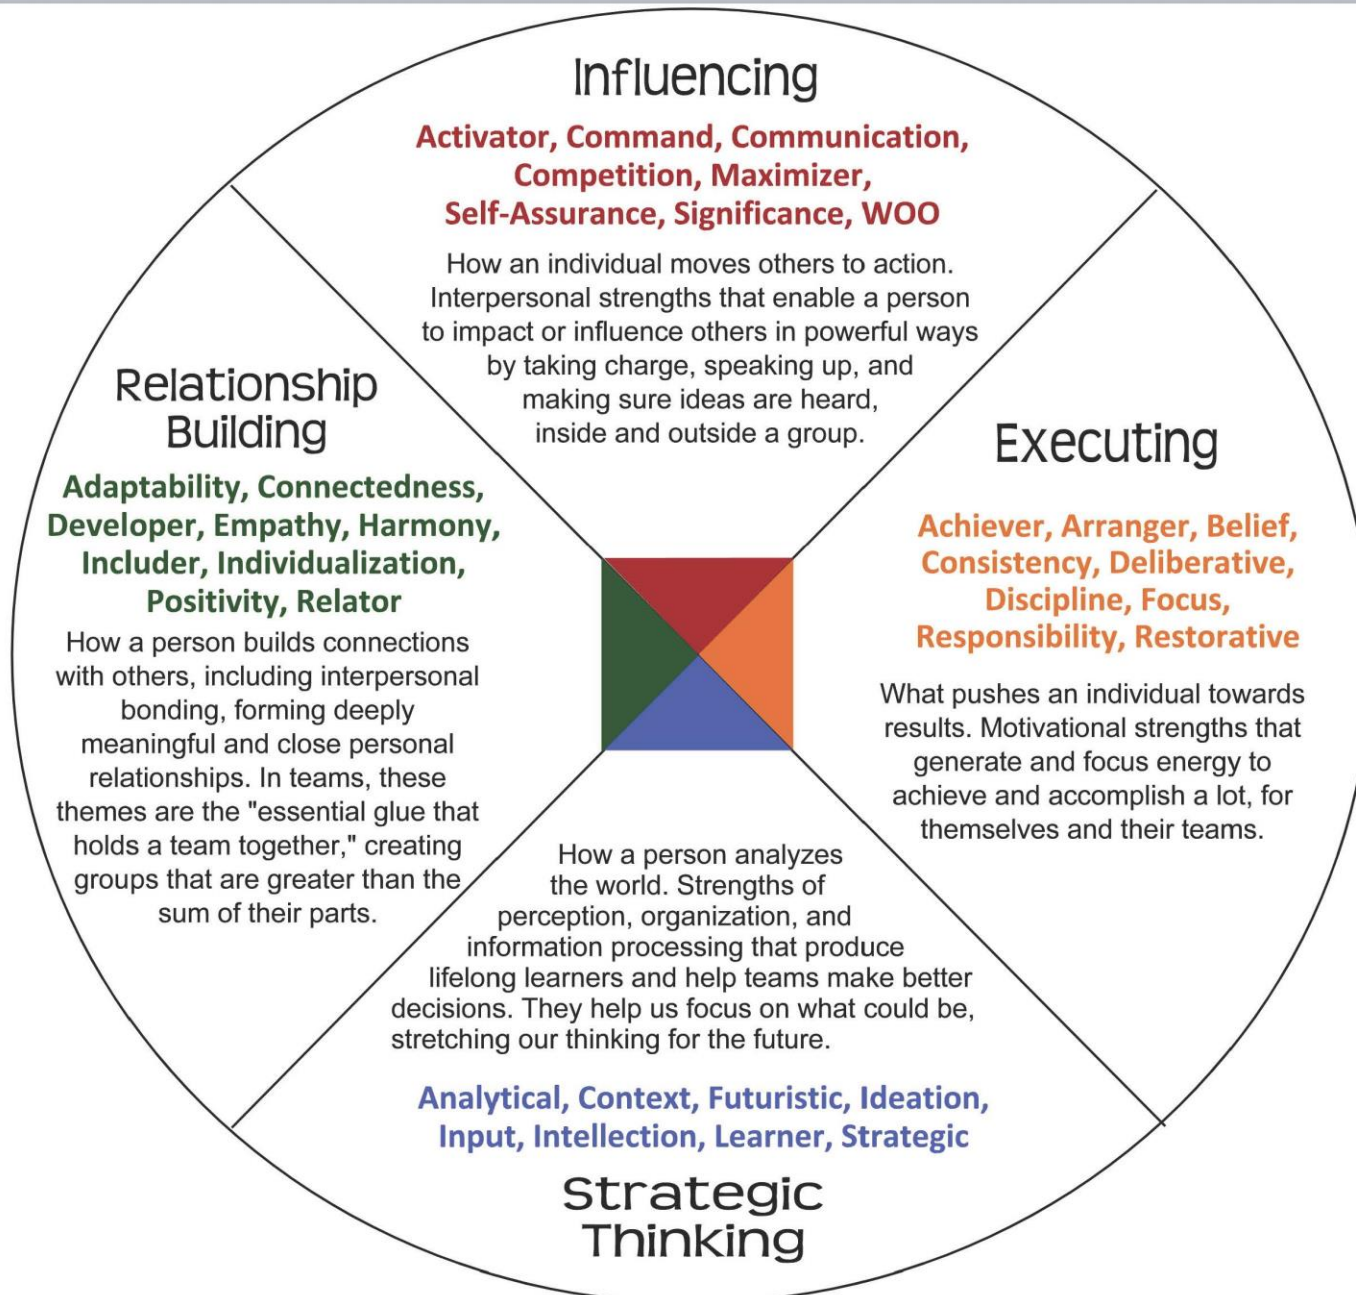 Influencing
Activator, Command, Communication,
Competition, Maximizer,
Self-Assurance, Significance, WOO
How an individual moves others to action.
Interpersonal strengths that enable a person
to impact or influence others in powerful ways
by taking charge, speaking up, and
making sure ideas are heard,
inside and outside a group.
Relationship
Building
Adaptability, Connectedness,
Developer, Empathy, Harmony,
Includer, Individualization,
Positivity, Relator
How a person builds connections
with others, including interpersonal
bonding, forming deeply
meaningful and close personal
relationships. In teams, these
themes are the "essential glue that
holds a team together," creating
groups that are greater than the
sum of their parts.
Executing
Achiever, Arranger, Belief,
Consistency, Deliberative,
Discipline, Focus,
Responsibility, Restorative
What pushes an individual towards
results. Motivational strengths that
generate and focus energy to
achieve and accomplish a lot, for
themselves and their teams.
How a person analyzes
the world. Strengths of
perception, organization, and
information processing that produce
lifelong learners and help teams make better
decisions. They help us focus on what could be,
stretching our thinking for the future.
Analytical, Context, Futuristic, Ideation,
Input, Intellection, Learner, Strategic
Strategic
Thinking